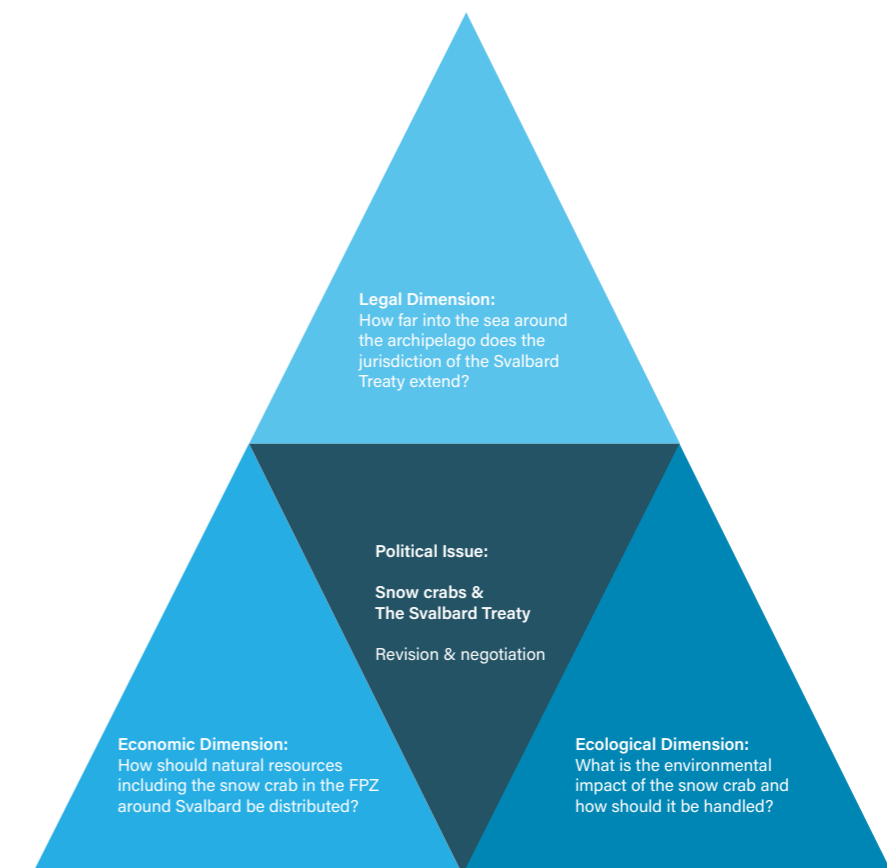 Legal Dimension:
How far into the sea around
the archipelago does the
jurisdiction of the Svalbard
Treaty extend?
Political Issue:
Snow crabs &
The Svalbard Treaty
Revision & negotiation
Economic Dimension:
How should natural resources
including the snow crab in the FPZ
around Svalbard be distributed?
Ecological Dimension:
What is the environmental
impact of the snow crab and
how should it be handled?